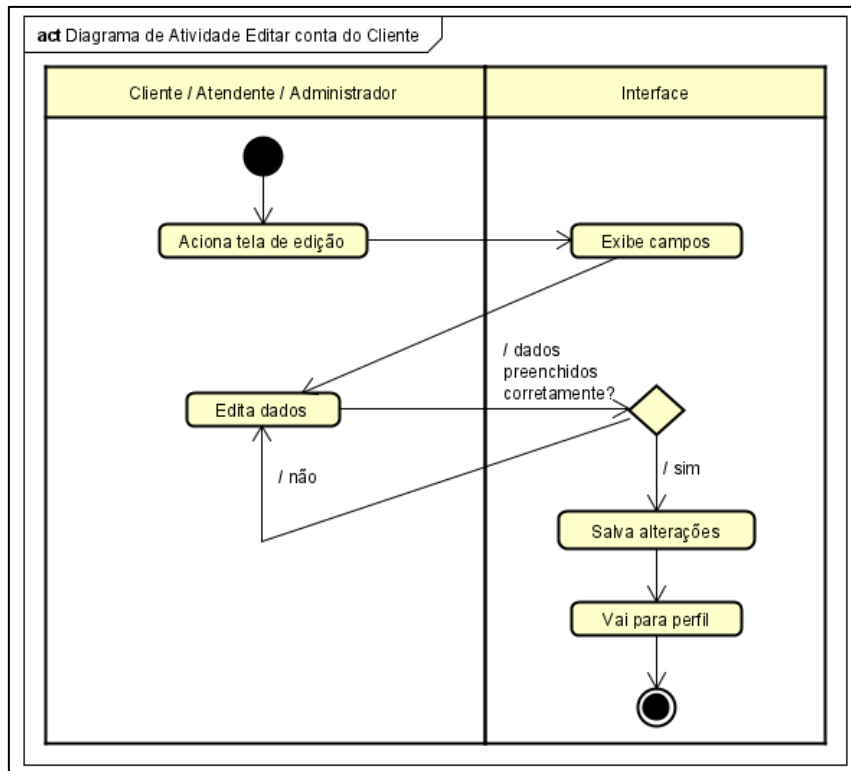 act Diagrama de Atividade Editar conta do Cliente
Cliente / Atendente / Administrador
Interface
Aciona tela de edição
Exibe campos
/ dados
preenchidos
corretamente?
Edita dados
/ não
/ sim
Salva alterações
Vai para perfil